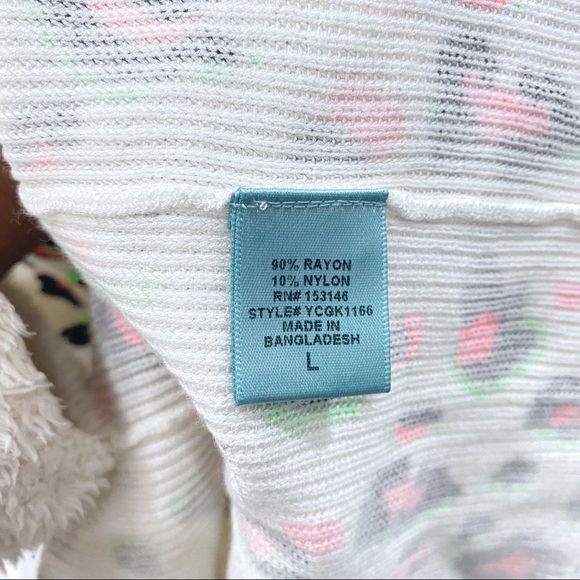 90% RAYON
10% NYLON
RN# 153146
STYLE# YCGK1166
MADE IN
BANGLADESH
L